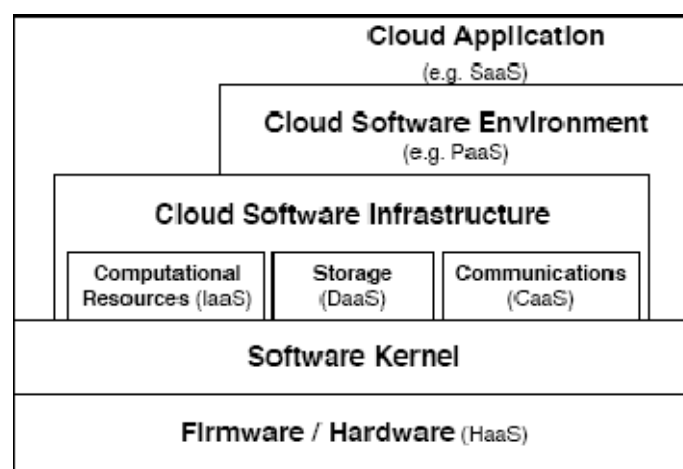 Cloud Application
(e.g. SaaS)
Cloud Software Environment
(e.g. PaaS)
Cloud Software Infrastructure
Computational
Resources (IaaS)
Storage
(DaaS)
Communications
(CaaS)
Software Kernel
Firmware / Hardware (HaaS)